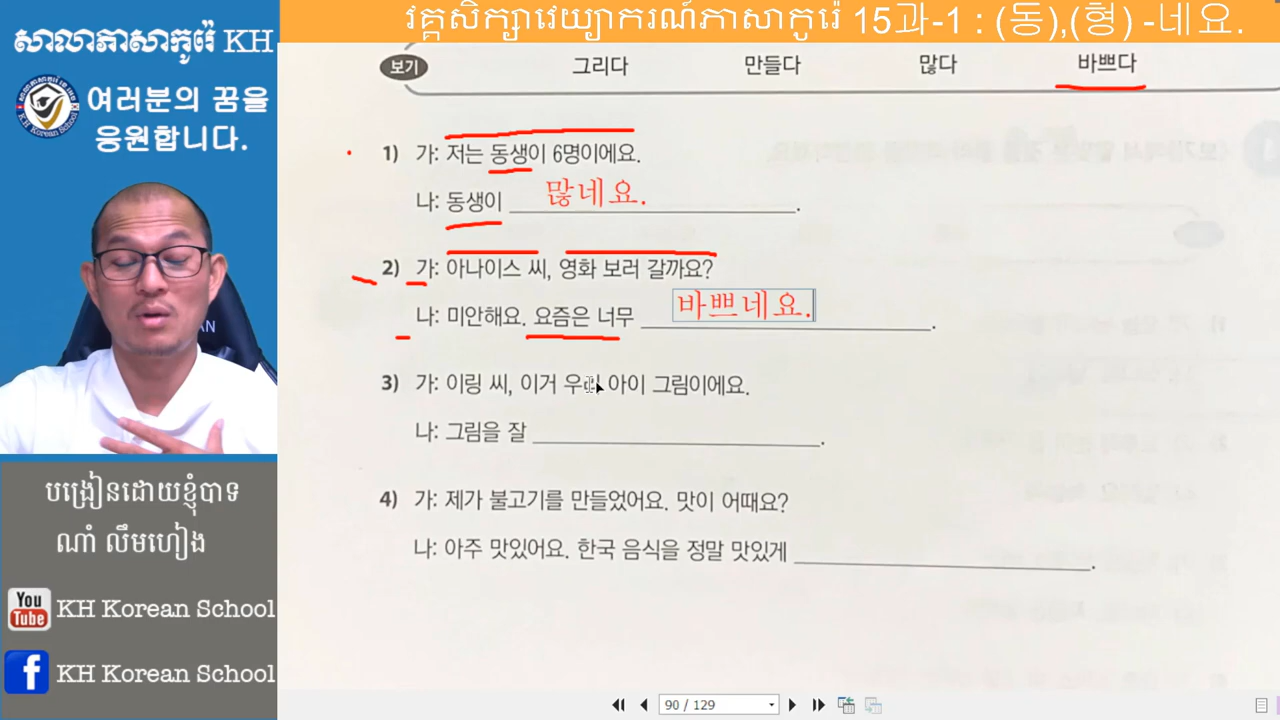 វគ្គសិក្សាវេយ្យាករណ៍ភាសាកូរ៉េ 15과-1 : (동),(형) -네요.
សាលាភាសាកូរ៉េ KH
여러분의 꿈을
응원합니다.
보기 그리다 만들다 많다 바쁘다
1) 가: 저는 동생이 6명이에요.
나: 동생이 많네요.
2) 가: 아나이스 씨, 영화 보러 갈까요?
나: 미안해요. 요즘은 너무 바쁘네요.
3) 가: 이링 씨, 이거 우리 아이 그림이에요.
나: 그림을 잘 .
4) 가: 제가 불고기를 만들었어요. 맛이 어때요?
나: 아주 맛있어요. 한국 음식을 정말 맛있게 .
បង្រៀនដោយខ្ញុំបាទ
ណាំ លឹមហៀង
You Tube KH Korean School
f KH Korean School
90 / 129